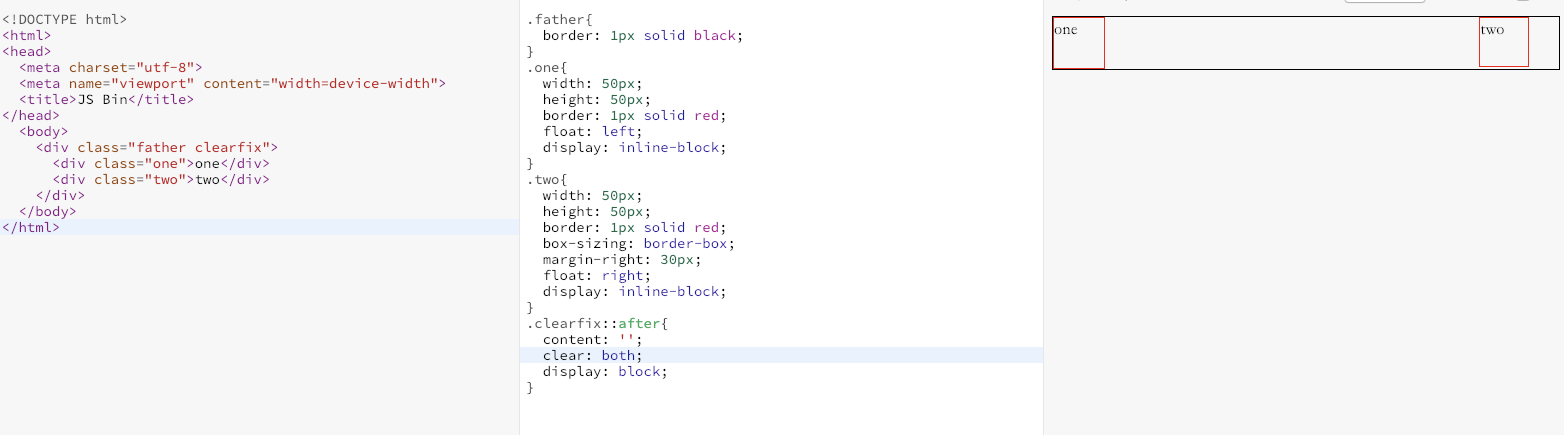 <!DOCTYPE html>
<html>
<head>
  <meta charset="utf-8">
  <meta name="viewport" content="width=device-width">
  <title>JS Bin</title>
</head>
  <body>
    <div class="father clearfix">
      <div class="one">one</div>
      <div class="two">two</div>
    </div>
  </body>
</html>
.father{
  border: 1px solid black;
}
.one{
  width: 50px;
  height: 50px;
  border: 1px solid red;
  float: left;
  display: inline-block;
}
.two{
  width: 50px;
  height: 50px;
  border: 1px solid red;
  box-sizing: border-box;
  margin-right: 30px;
  float: right;
  display: inline-block;
}
.clearfix::after{
  content: '';
  clear: both;
  display: block;
}
one
two